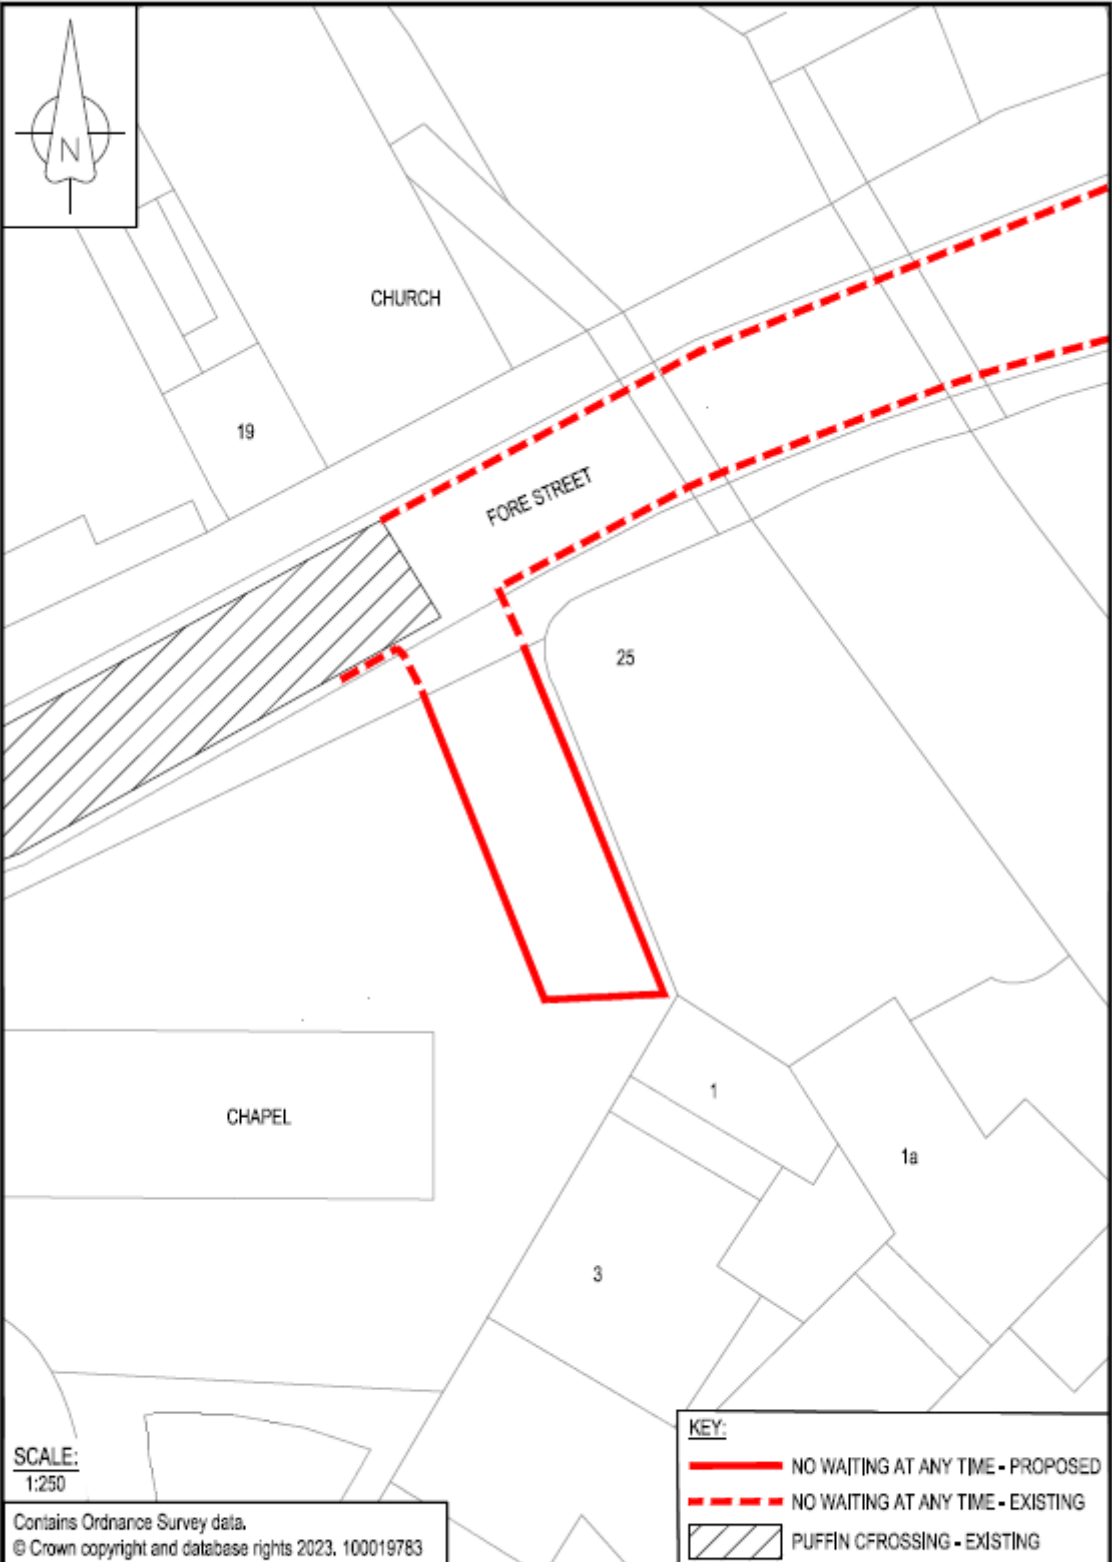 N
CHURCH
19
FORE STREET
25
CHAPEL
1
1a
3
SCALE:
1:250
KEY:
NO WAITING AT ANY TIME - PROPOSED
NO WAITING AT ANY TIME - EXISTING
PUFFIN CFROSSING - EXISTING
Contains Ordnance Survey data.
© Crown copyright and database rights 2023. 100019783